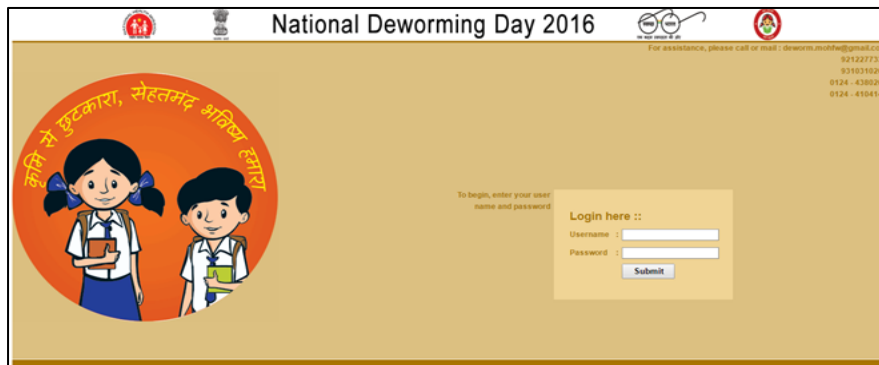 National Deworming Day 2016
For assistance, please call or mail : deworm.mohfw@gmail.co
92122773
93103102
0124 - 43802
0124 - 41041
कृमि से छुटकारा, सेहतमंद भविष्य हमारा
To begin, enter your user
name and password
Login here ::
Username :
Password :
Submit